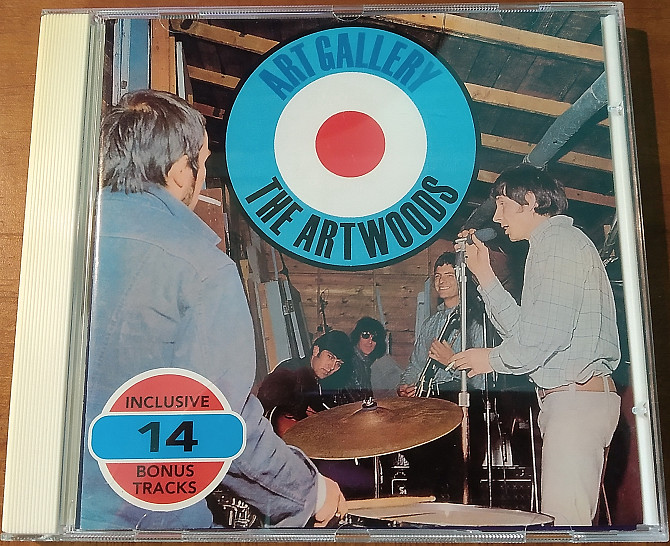 ART GALLERY
THE ARTWOODS
INCLUSIVE
14
BONUS
TRACKS